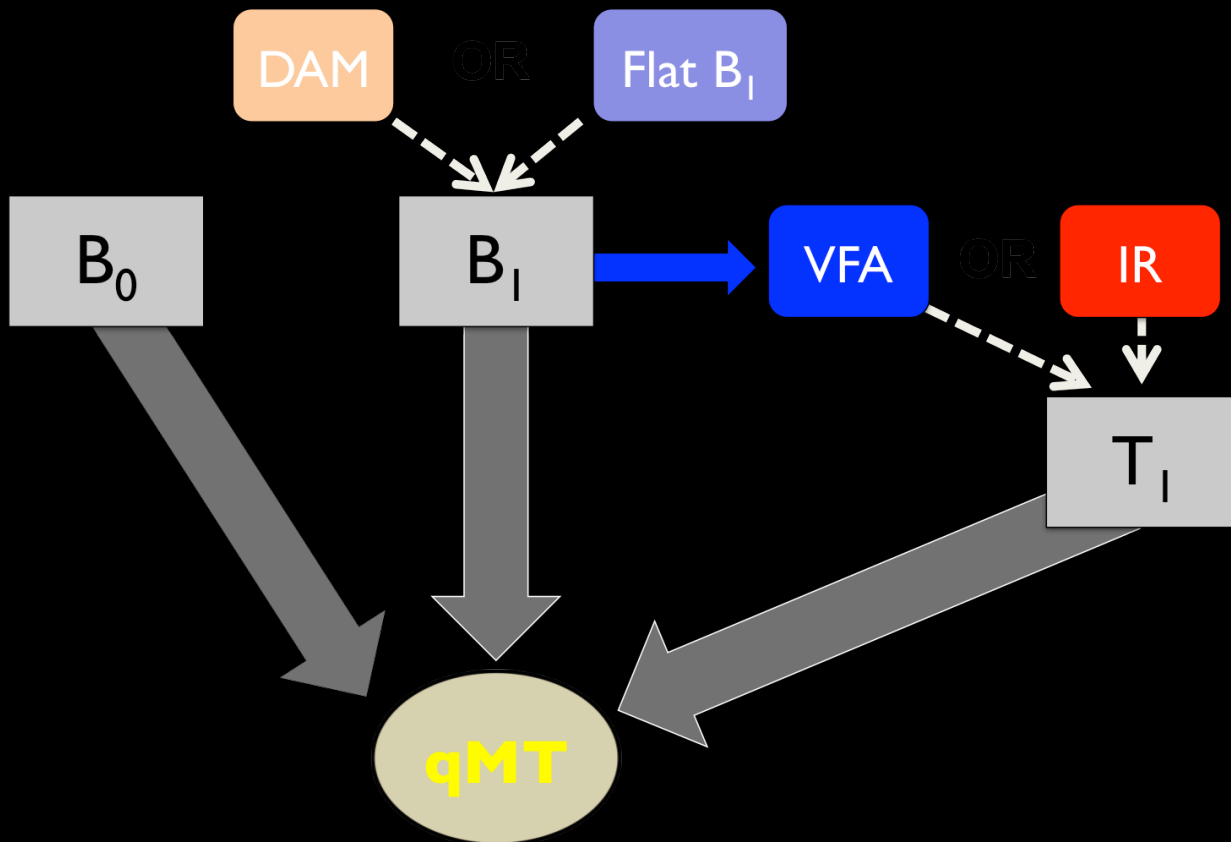 DAM OR Flat B₁
B₀ B₁ VFA OR IR
T₁
qMT